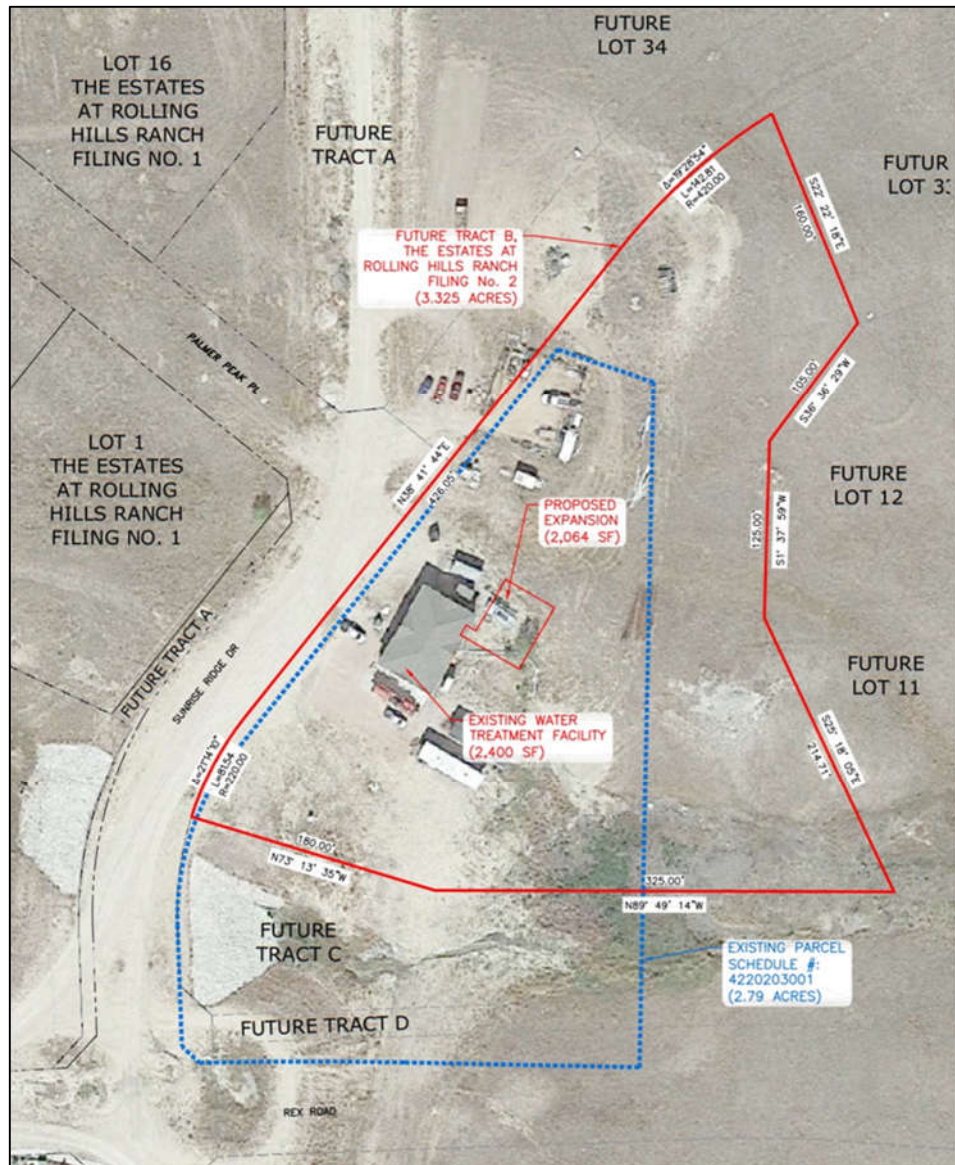 FUTURE
LOT 34
LOT 16
THE ESTATES
AT ROLLING
HILLS RANCH
FILING NO. 1
FUTURE
TRACT A
FUTUR
LOT 33
Δ=19°28'54"
L=142.81
R=420.00
S22° 22' 18"E
160.00'
FUTURE TRACT B,
THE ESTATES AT
ROLLING HILLS RANCH
FILING No. 2
(3.325 ACRES)
PALMER PEAK PL
S36° 36' 29"W
105.00'
LOT 1
THE ESTATES
AT ROLLING
HILLS RANCH
FILING NO. 1
N38° 41' 44"E
426.05'
FUTURE
LOT 12
PROPOSED
EXPANSION
(2,064 SF)
125.00'
S1° 37' 59"W
FUTURE TRACT A
SUNRISE RIDGE DR
FUTURE
LOT 11
EXISTING WATER
TREATMENT FACILITY
(2,400 SF)
S25° 18' 05"E
214.71'
Δ=21°14'10"
L=81.54
R=220.00
180.00'
N73° 13' 35"W
325.00'
N89° 49' 14"W
FUTURE
TRACT C
EXISTING PARCEL
SCHEDULE #:
4220203001
(2.79 ACRES)
FUTURE TRACT D
REX ROAD